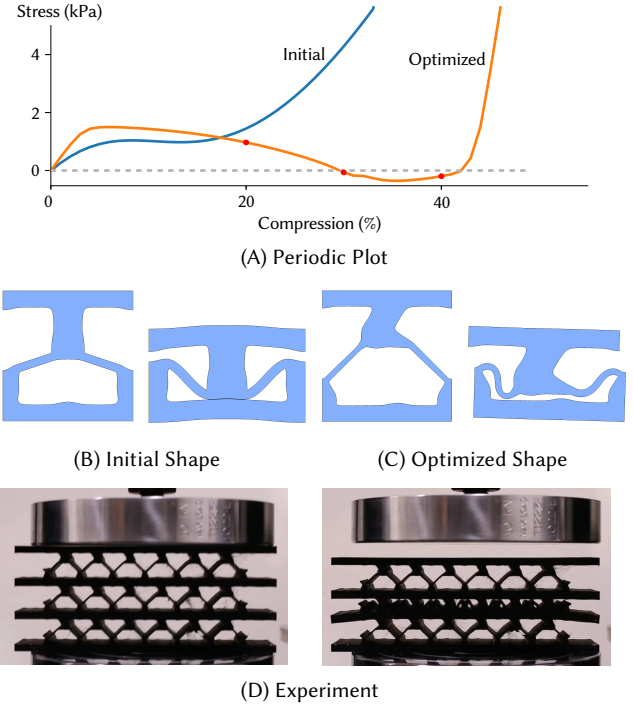 Stress (kPa)
4
Initial
Optimized
2
0
0 20 40
Compression (%)
(A) Periodic Plot
(B) Initial Shape
(C) Optimized Shape
(D) Experiment